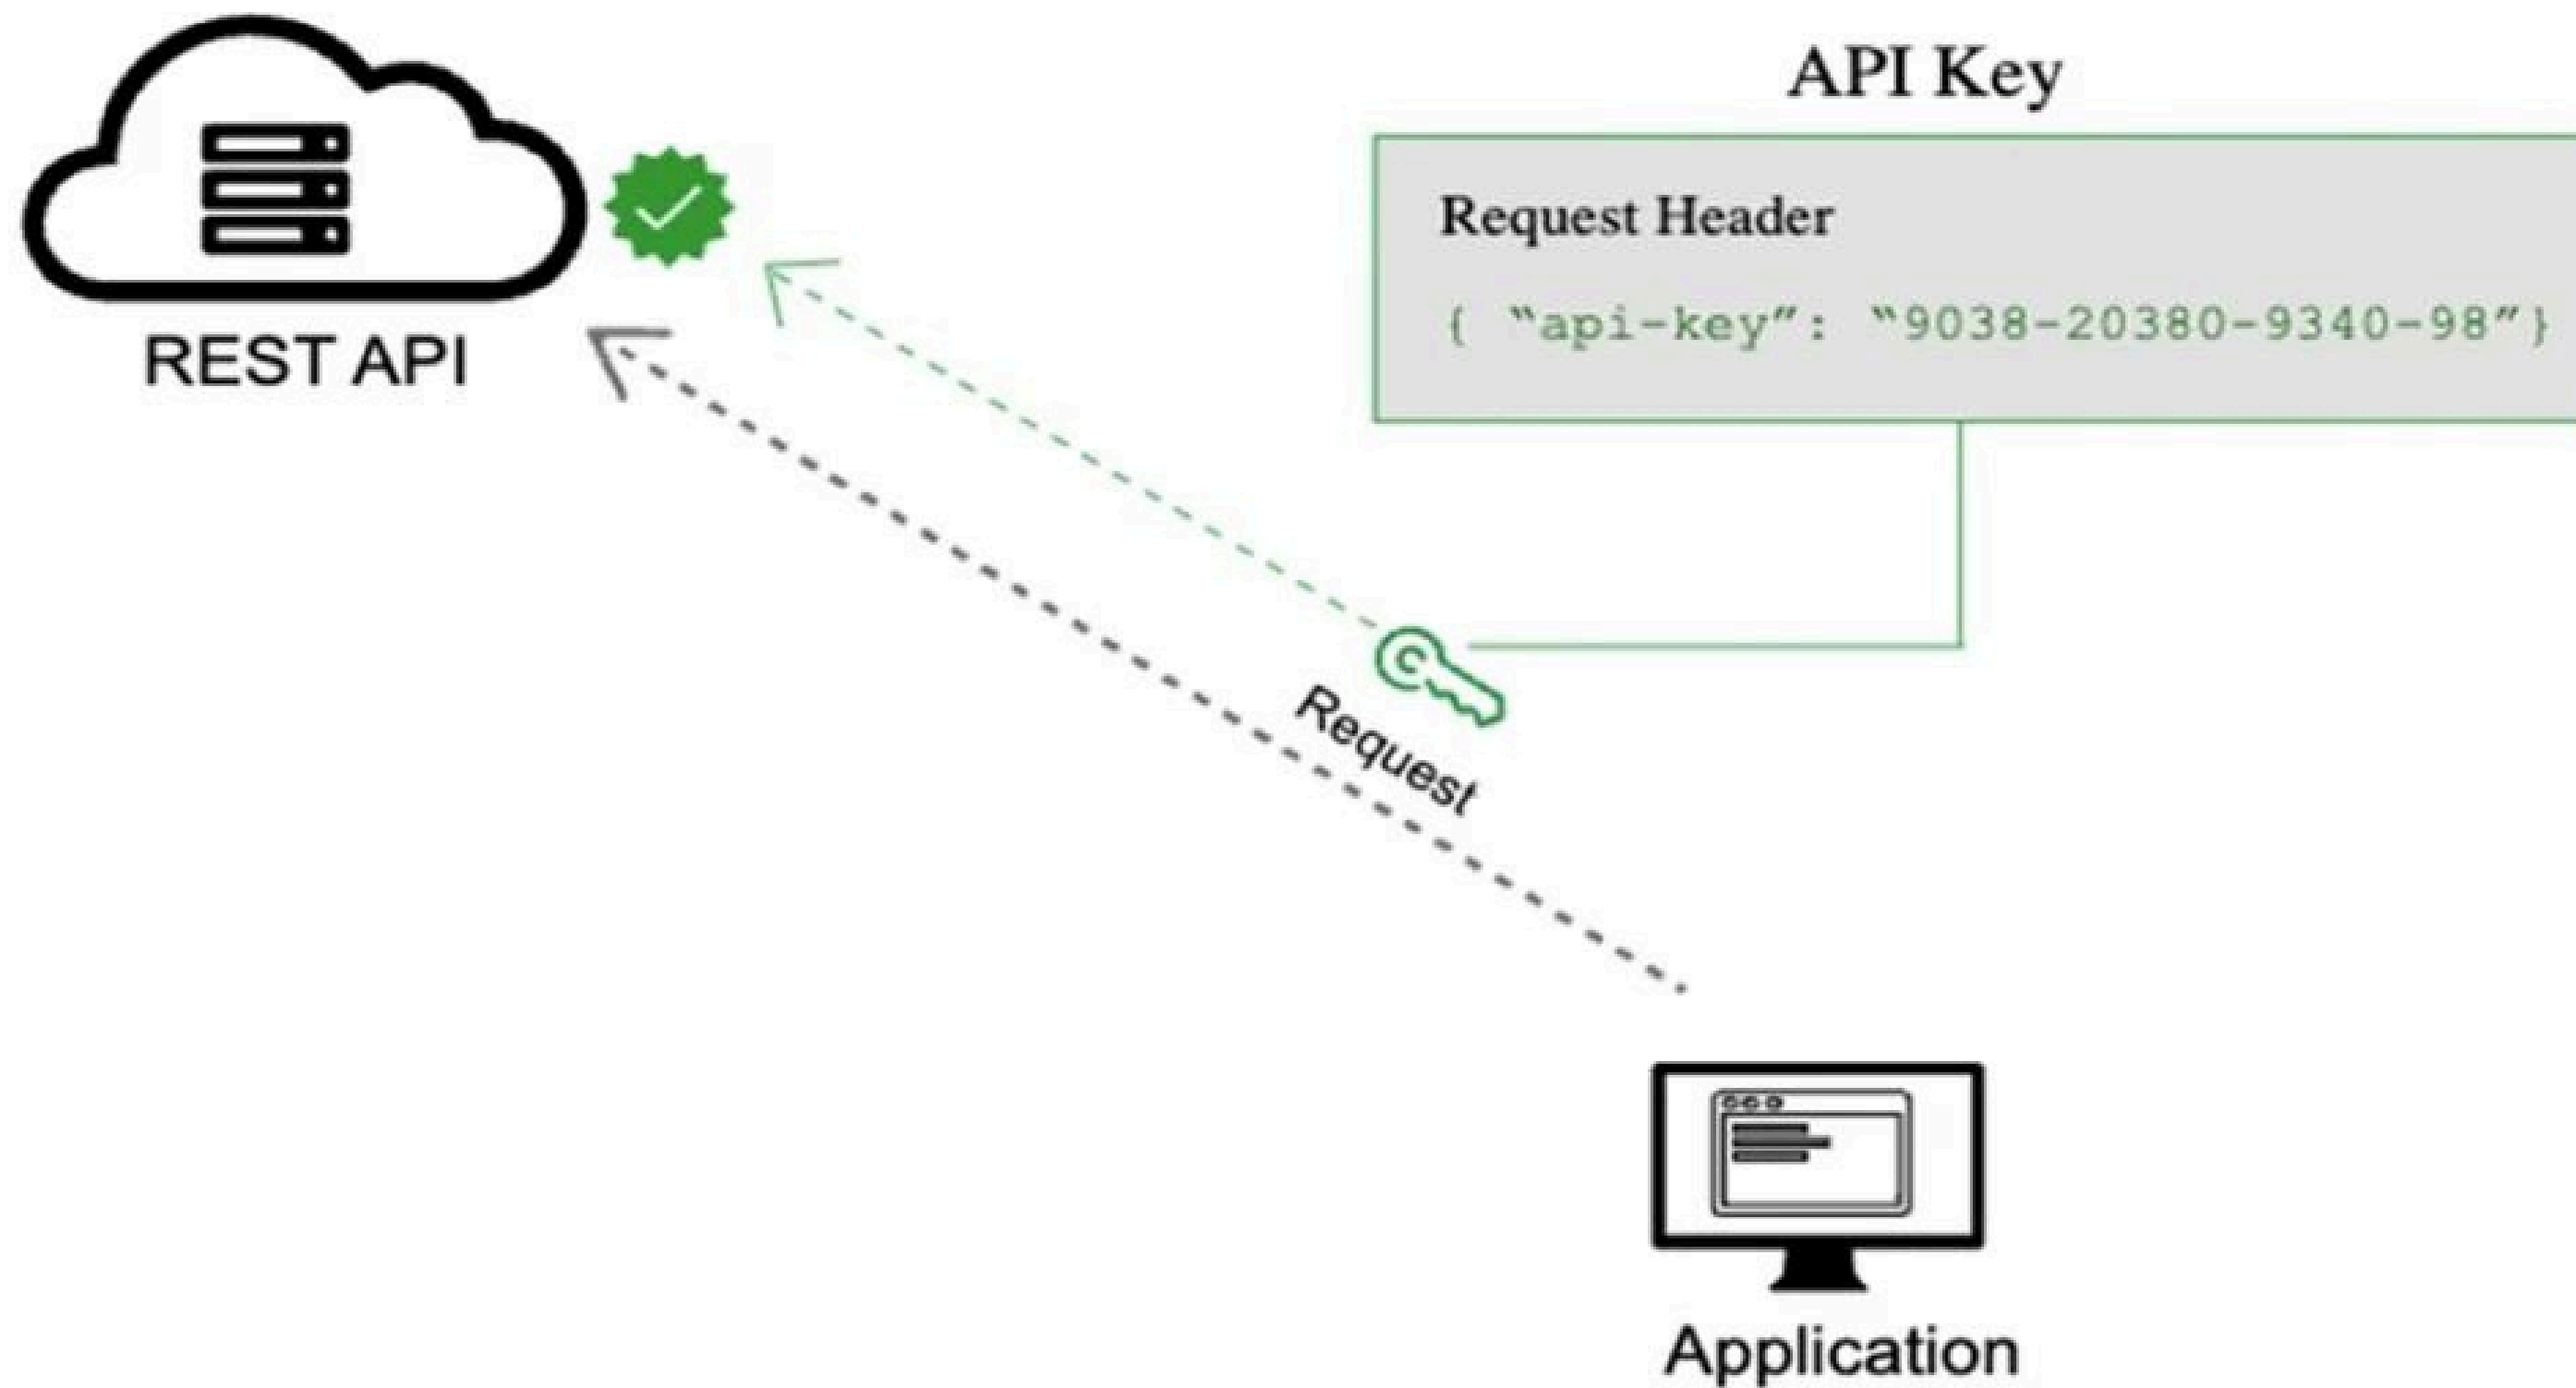 API Key
Request Header
{ “api-key”: “9038-20380-9340-98”}
REST API
Request
Application